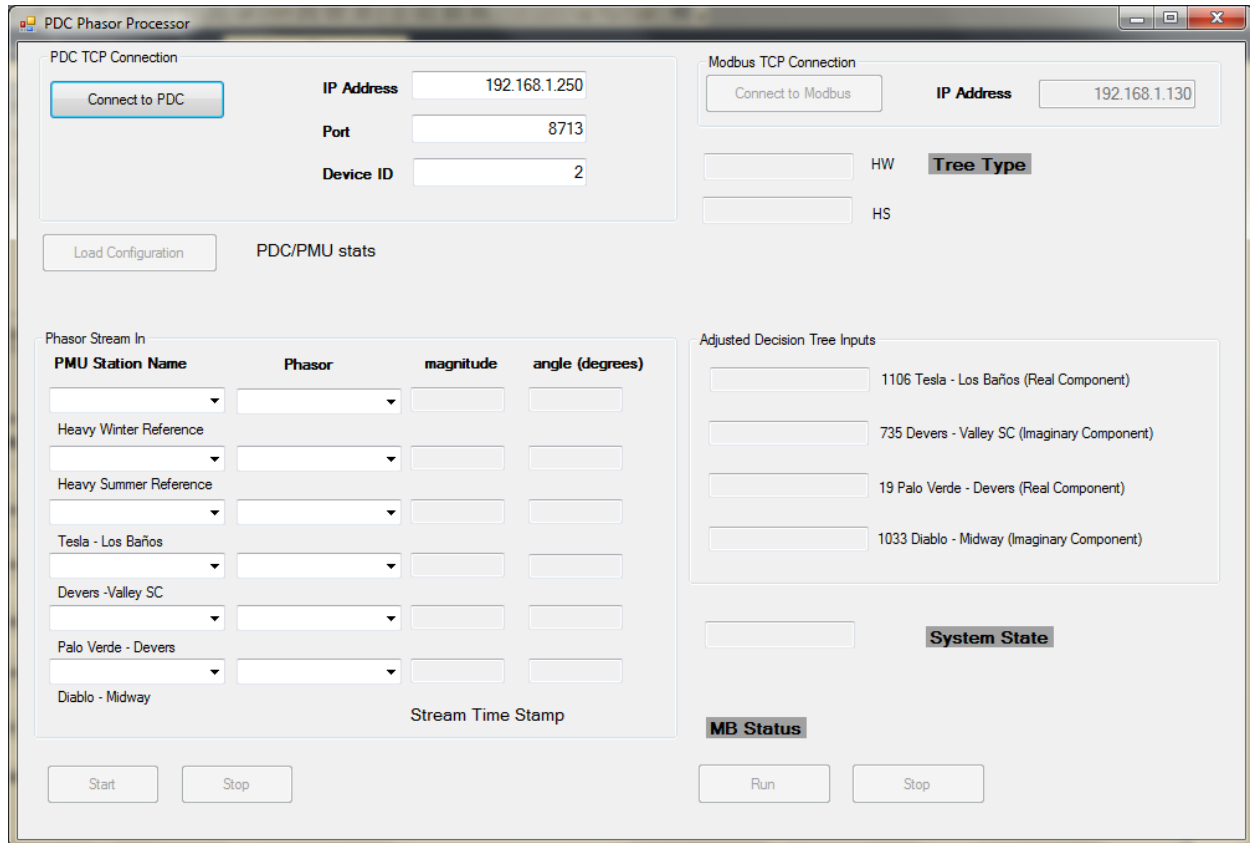 PDC Phasor Processor
PDC TCP Connection
Connect to PDC
IP Address 192.168.1.250
Port 8713
Device ID 2
Modbus TCP Connection
Connect to Modbus IP Address 192.168.1.130
HW Tree Type
HS
Load Configuration PDC/PMU stats
Phasor Stream In
PMU Station Name Phasor magnitude angle (degrees)
Heavy Winter Reference
Heavy Summer Reference
Tesla - Los Baños
Devers -Valley SC
Palo Verde - Devers
Diablo - Midway
Stream Time Stamp
Start Stop
Adjusted Decision Tree Inputs
1106 Tesla - Los Baños (Real Component)
735 Devers - Valley SC (Imaginary Component)
19 Palo Verde - Devers (Real Component)
1033 Diablo - Midway (Imaginary Component)
System State
MB Status
Run Stop